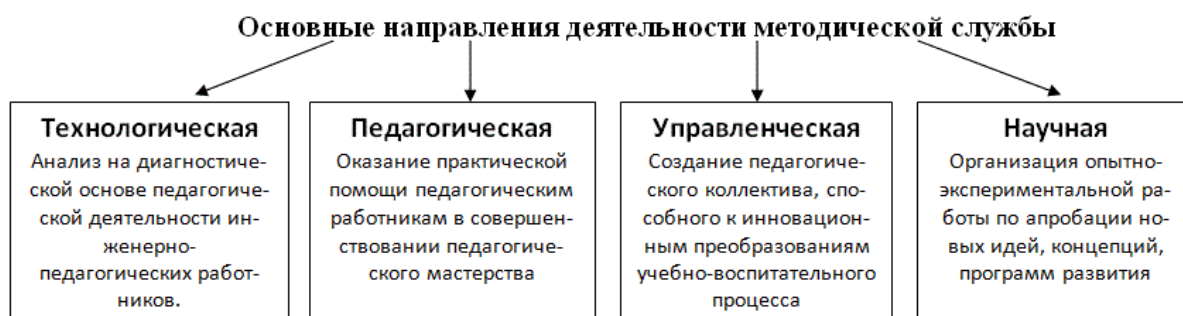 Основные направления деятельности методической службы
Технологическая
Анализ на диагностиче-
ской основе педагогиче-
ской деятельности ин-
женерно-
педагогических работ-
ников.
Педагогическая
Оказание практической
помощи педагогическим
работникам в совершен-
ствовании педагогиче-
ского мастерства
Управленческая
Создание педагогиче-
ского коллектива, спо-
собного к инновацион-
ным преобразованиям
учебно-воспитательного
процесса
Научная
Организация опытно-
экспериментальной ра-
боты по апробации но-
вых идей, концепций,
программ развития